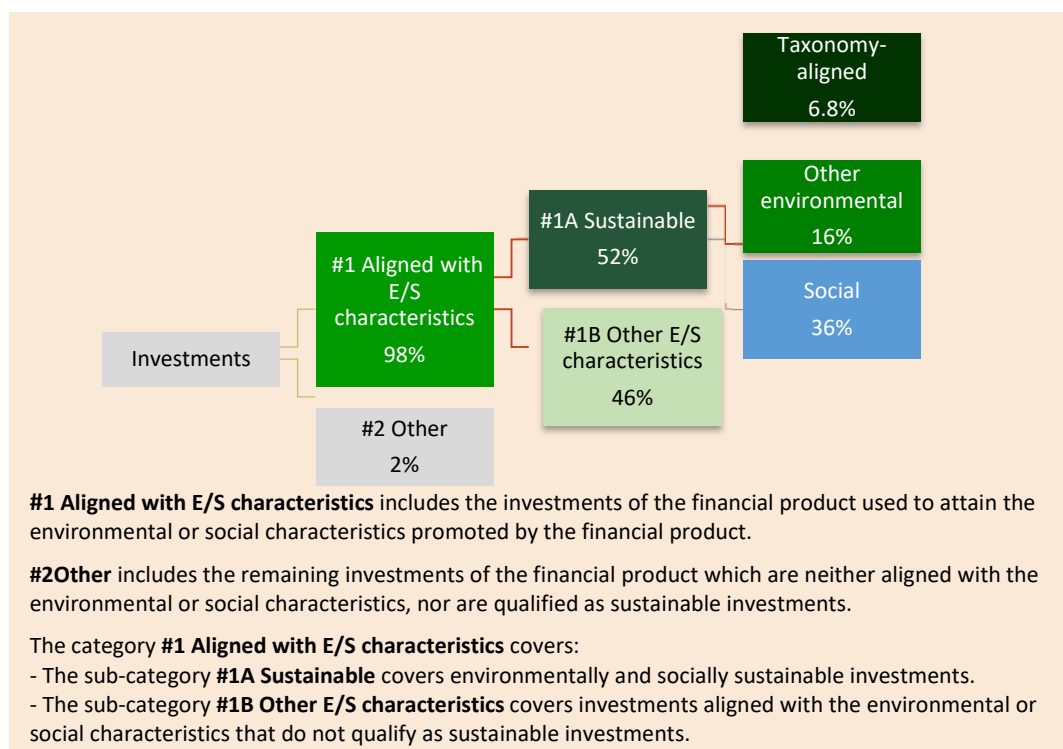 Taxonomy-
aligned
6.8%
Other
environmental
16%
#1A Sustainable
52%
#1 Aligned with
E/S
characteristics
98%
Social
36%
#1B Other E/S
characteristics
46%
Investments
#2 Other
2%
#1 Aligned with E/S characteristics includes the investments of the financial product used to attain the
environmental or social characteristics promoted by the financial product.
#2Other includes the remaining investments of the financial product which are neither aligned with the
environmental or social characteristics, nor are qualified as sustainable investments.
The category #1 Aligned with E/S characteristics covers:
- The sub-category #1A Sustainable covers environmentally and socially sustainable investments.
- The sub-category #1B Other E/S characteristics covers investments aligned with the environmental or
social characteristics that do not qualify as sustainable investments.